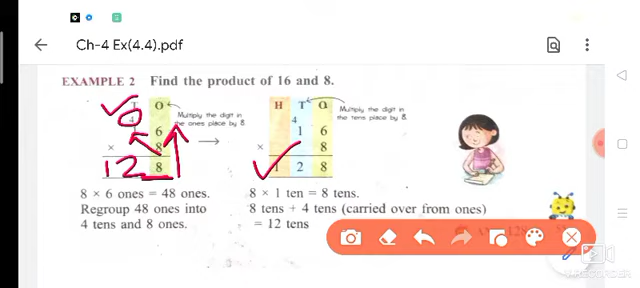 Ch-4 Ex(4.4).pdf
EXAMPLE 2 Find the product of 16 and 8.
T O
Multiply the digit in
the ones place by 8.
4
6
× 8
12 8
H T O
Multiply the digit in
the tens place by 8.
4
1 6
× 8
1 2 8
8 × 6 ones = 48 ones.
Regroup 48 ones into
4 tens and 8 ones.
8 × 1 ten = 8 tens.
8 tens + 4 tens (carried over from ones)
= 12 tens